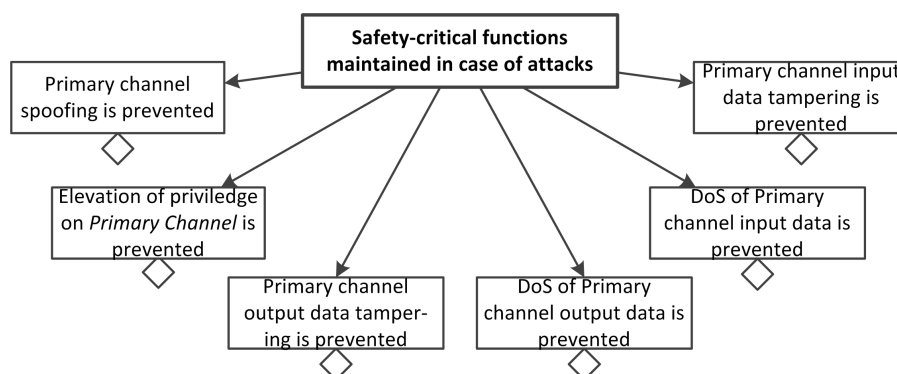 Safety-critical functions
maintained in case of attacks
Primary channel
spoofing is prevented
Primary channel input
data tampering is
prevented
Elevation of priviledge
on Primary Channel is
prevented
DoS of Primary
channel input data is
prevented
Primary channel
output data tamper-
ing is prevented
DoS of Primary
channel output data is
prevented